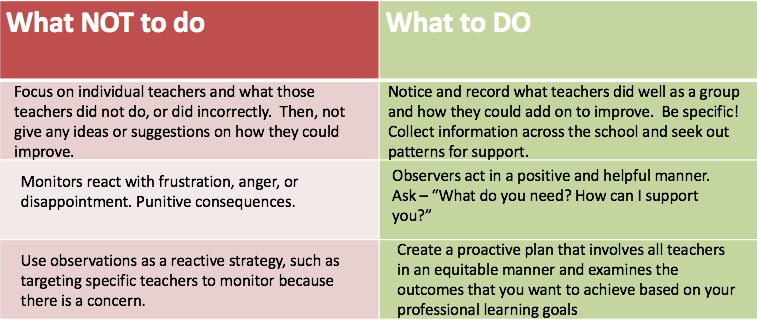 What NOT to do
What to DO
Focus on individual teachers and what those
teachers did not do, or did incorrectly.  Then, not
give any ideas or suggestions on how they could
improve.
Notice and record what teachers did well as a group
and how they could add on to improve.  Be specific!
Collect information across the school and seek out
patterns for support.
Monitors react with frustration, anger, or
disappointment. Punitive consequences.
Observers act in a positive and helpful manner.
Ask – “What do you need? How can I support
you?”
Use observations as a reactive strategy, such as
targeting specific teachers to monitor because
there is a concern.
Create a proactive plan that involves all teachers
in an equitable manner and examines the
outcomes that you want to achieve based on your
professional learning goals